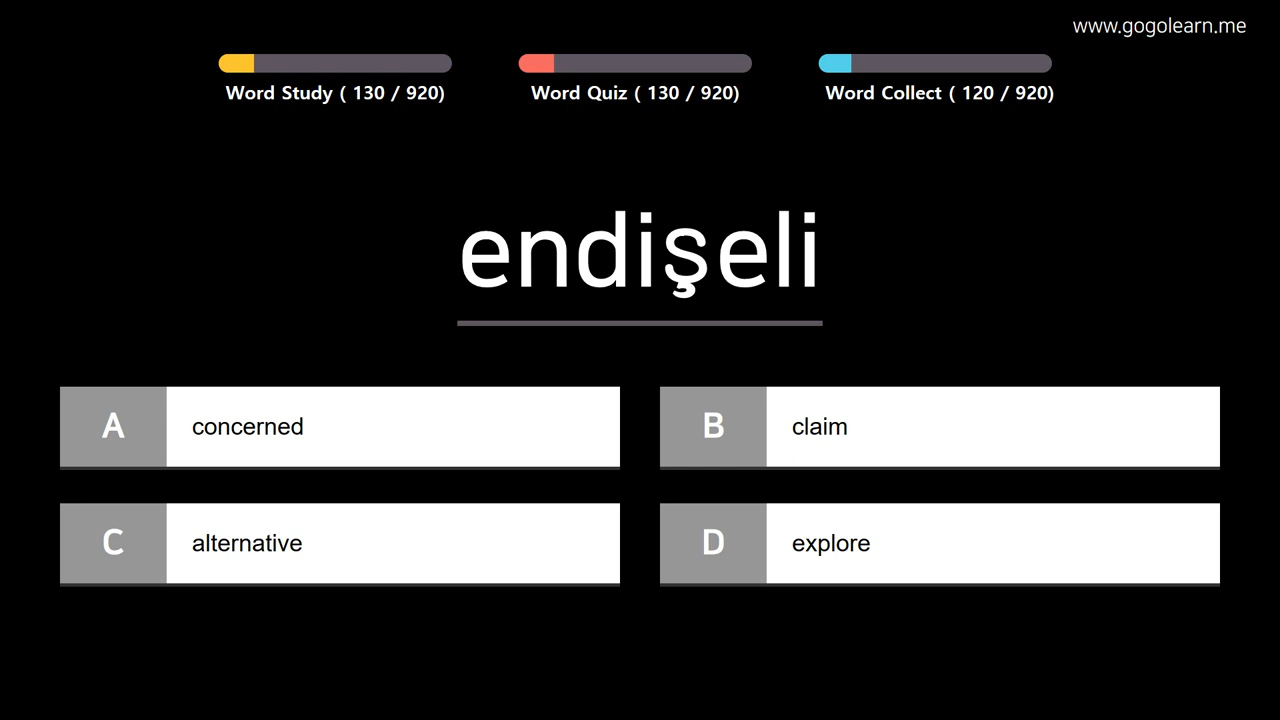 www.gogolearn.me
Word Study ( 130 / 920)
Word Quiz ( 130 / 920)
Word Collect ( 120 / 920)
endişeli
A concerned
B claim
C alternative
D explore